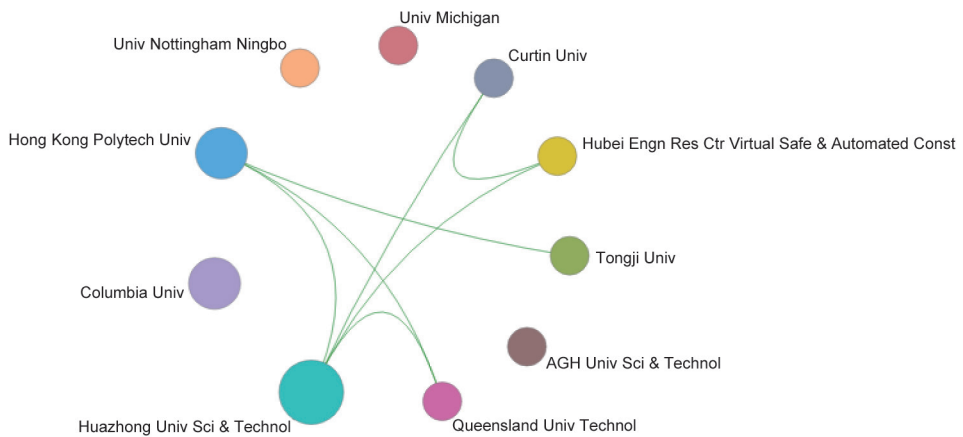 Univ Michigan
Univ Nottingham Ningbo
Curtin Univ
Hong Kong Polytech Univ
Hubei Engn Res Ctr Virtual Safe & Automated Const
Tongji Univ
Columbia Univ
AGH Univ Sci & Technol
Huazhong Univ Sci & Technol
Queensland Univ Technol